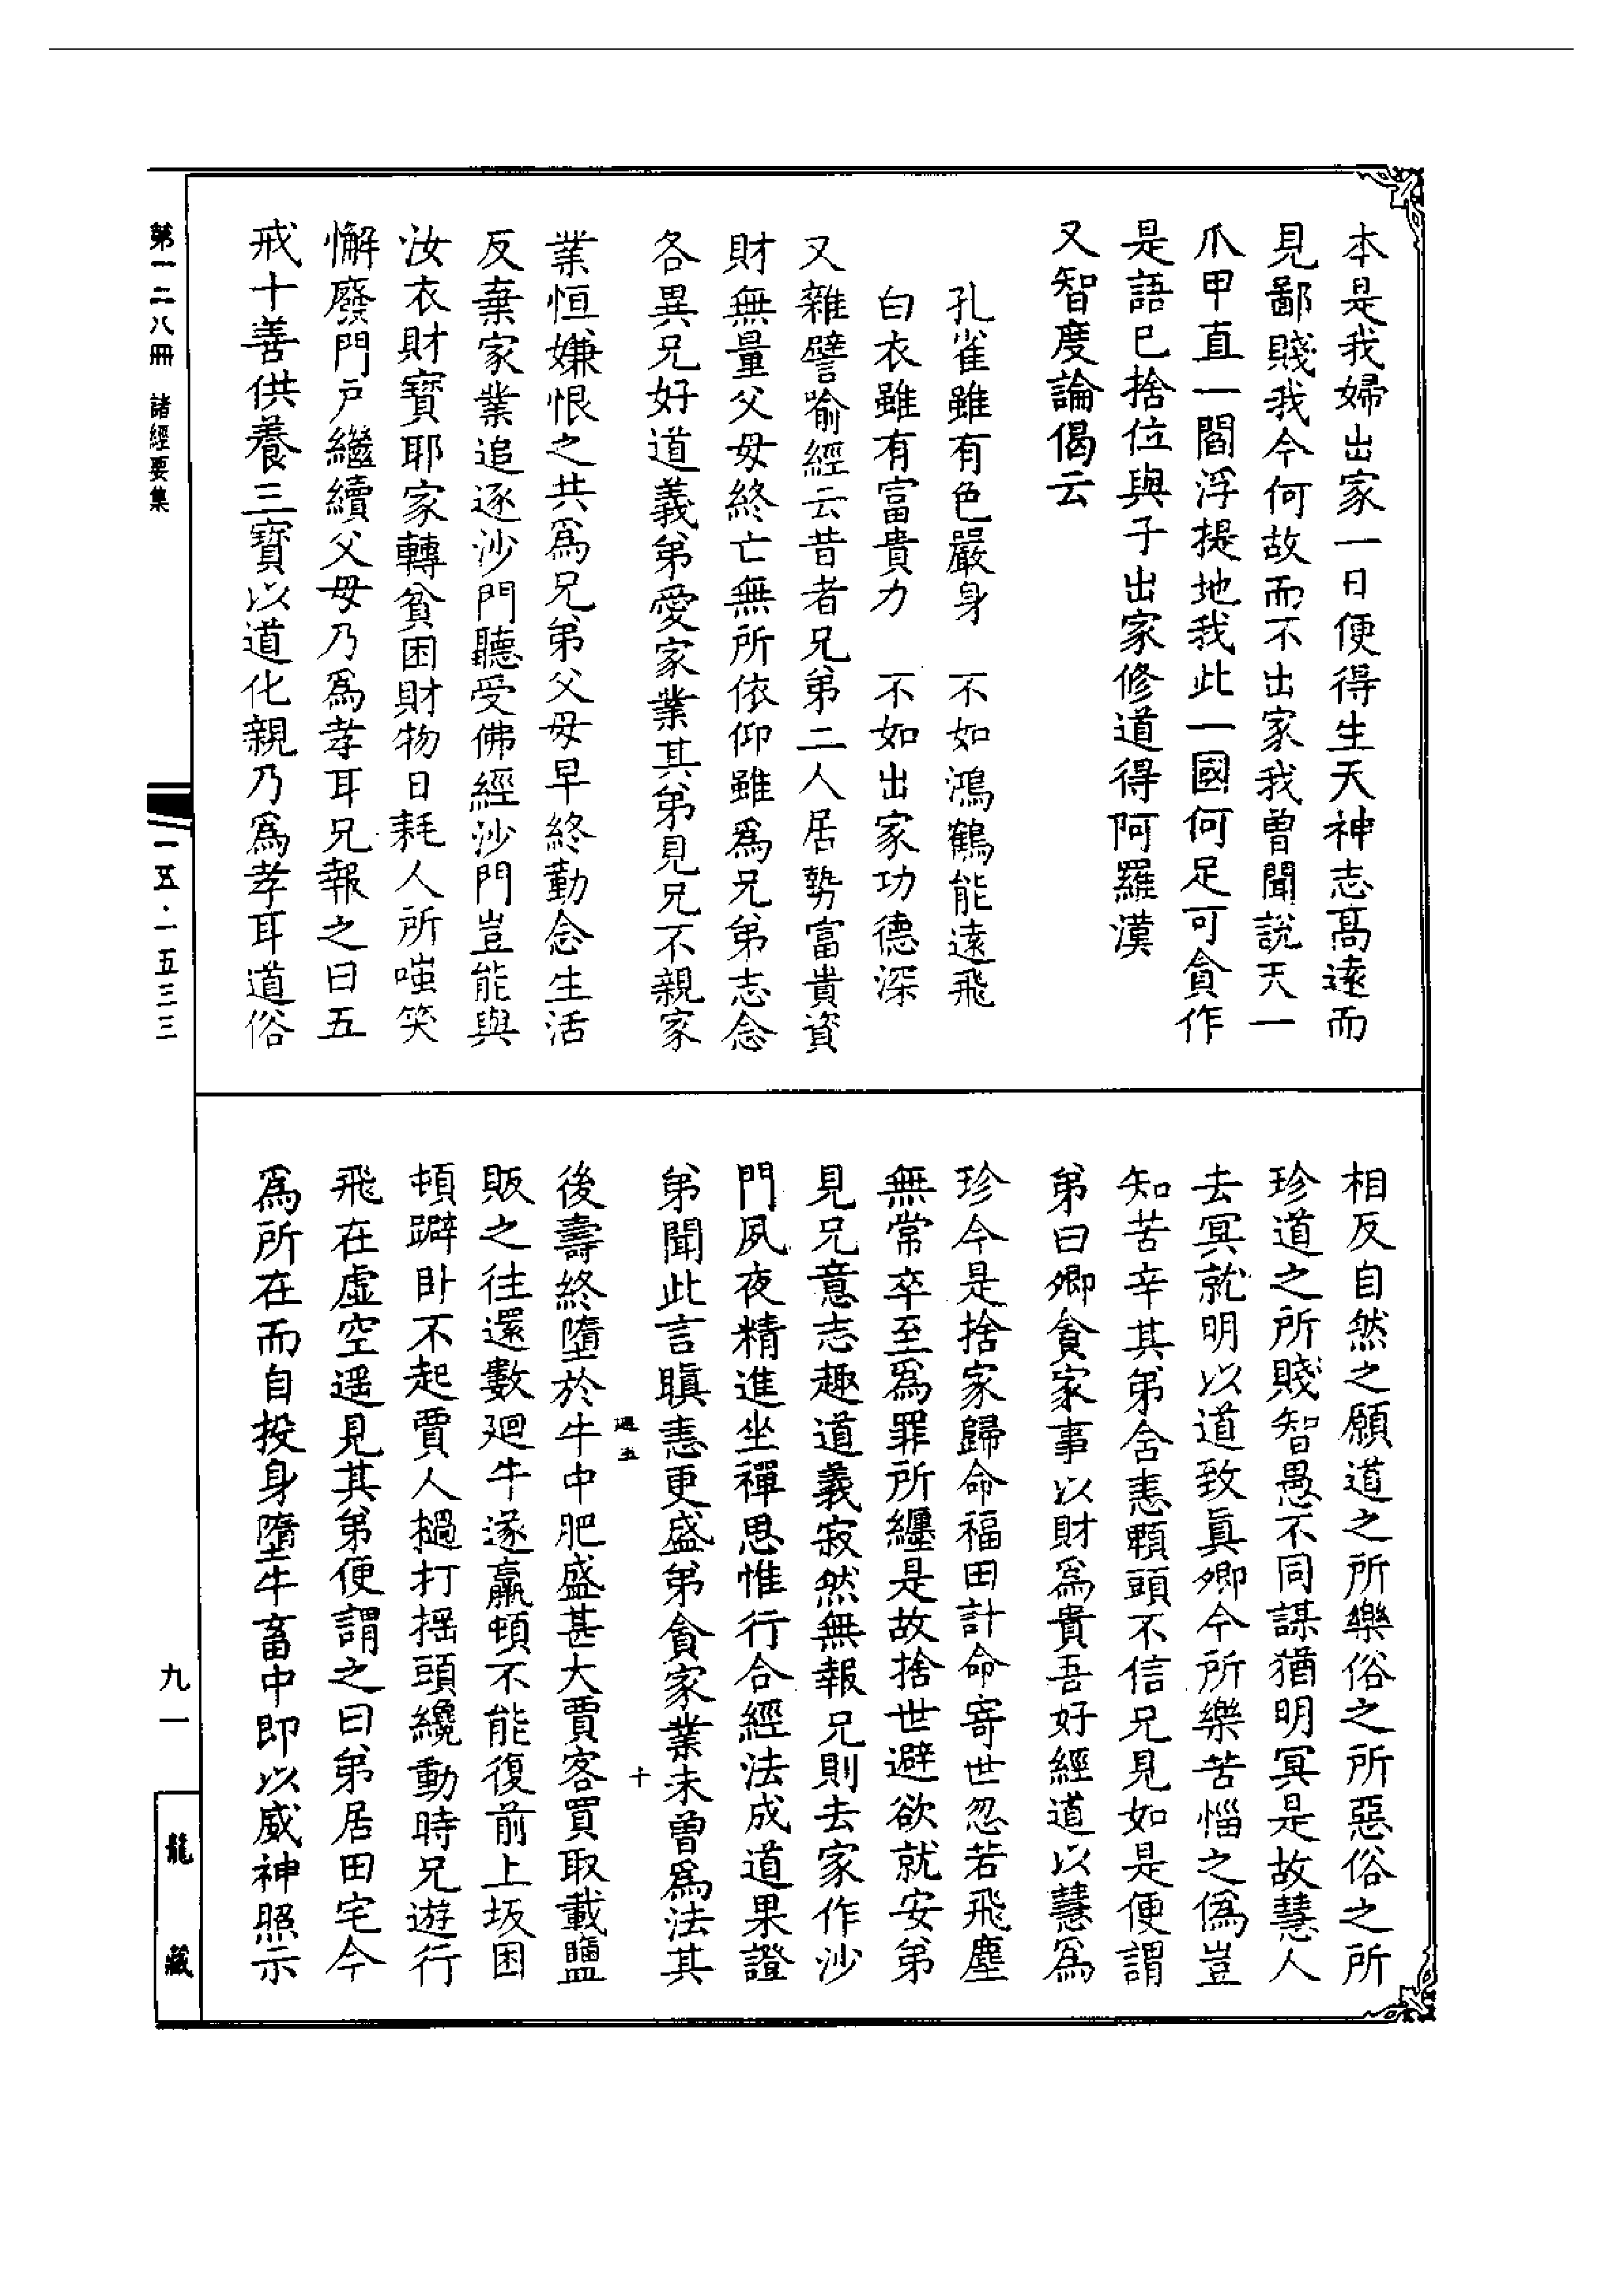 本是我婦出家一日便得生天神志高遠而
見鄙賤我今何故而不出家我曾聞說天一
爪甲直一閻浮提地我此一國何足可貪作
是語已捨位與子出家修道得阿羅漢
又智度論偈云
孔雀雖有色嚴身　不如鴻鶴能遠飛
白衣雖有富貴力　不如出家功德深
又雜譬喻經云昔者兄弟二人居勢富貴資
財無量父母終亡無所依仰雖為兄弟志念
各異兄好道義弟愛家業其弟見兄不親家
業恒嫌恨之共為兄弟父母早終勤念生活
反棄家業追逐沙門聽受佛經沙門豈能與
汝衣財寶耶家轉貧困財物日耗人所嗤笑
懈廢門戶繼續父母乃為孝耳兄報之曰五
戒十善供養三寶以道化親乃為孝耳道俗
相反自然之願道之所樂俗之所惡俗之所
珍道之所賤智愚不同謀猶明冥是故慧人
去冥就明以道致真卿今所樂苦惱之偽豈
知苦辛其弟含恚頼頭不信兄見如是便謂
弟曰卿貪家事以財為貴吾好經道以慧為
珍今是捨家歸命福田計命寄世忽若飛塵
無常卒至為罪所纏是故捨世避欲就安弟
見兄意志趣道義寂然無報兄則去家作沙
門夙夜精進坐禪思惟行合經法成道果證
弟聞此言瞋恚更盛弟貪家業未曾為法其
後壽終墮於牛中肥盛甚大賈客買取載鹽
販之往還數廻牛遂羸頓不能復前上坂困
頓躃卧不起賈人撾打揺頭纔動時兄遊行
飛在虛空遥見其弟便謂之曰弟居田宅今
為所在而自投身墮牛畜中即以威神照示
第一二八冊　諸經要集
一五·一五三三
九一
龍藏
十